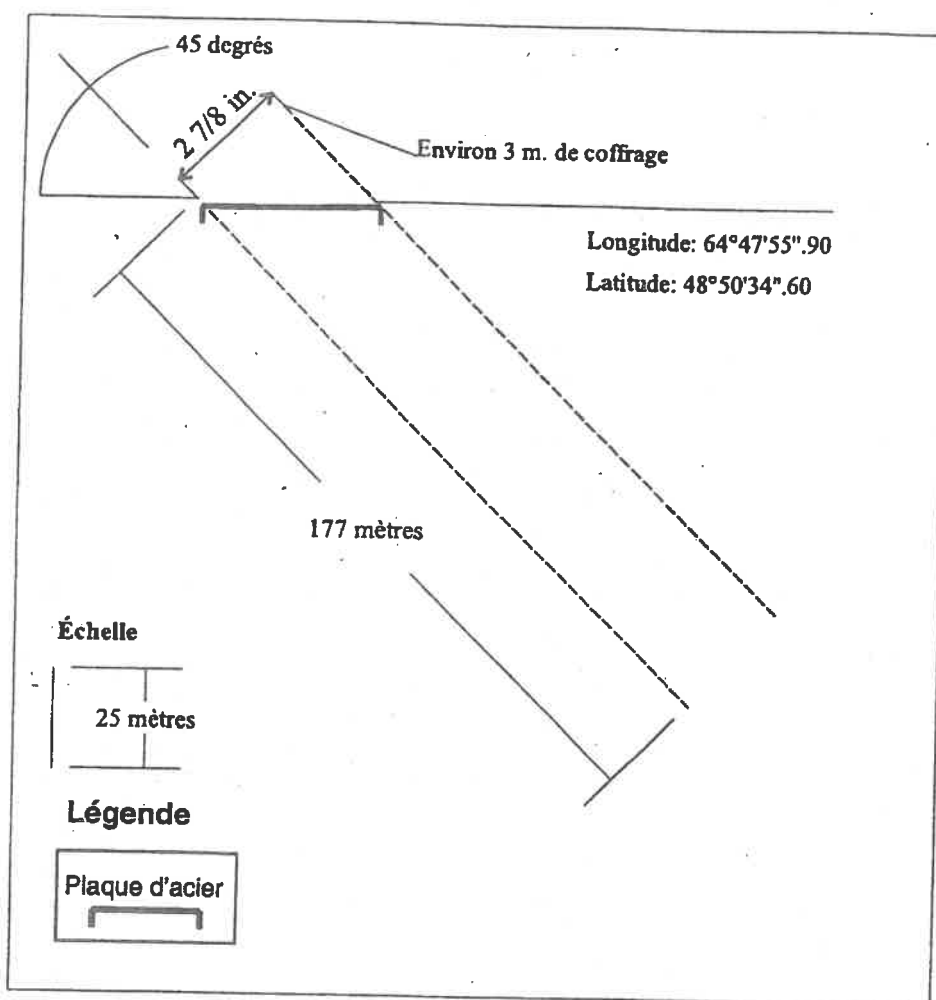 45 degrés
2 7/8 in.
Environ 3 m. de coffrage
Longitude: 64°47'55".90
Latitude: 48°50'34".60
177 mètres
Échelle
25 mètres
Légende
Plaque d'acier